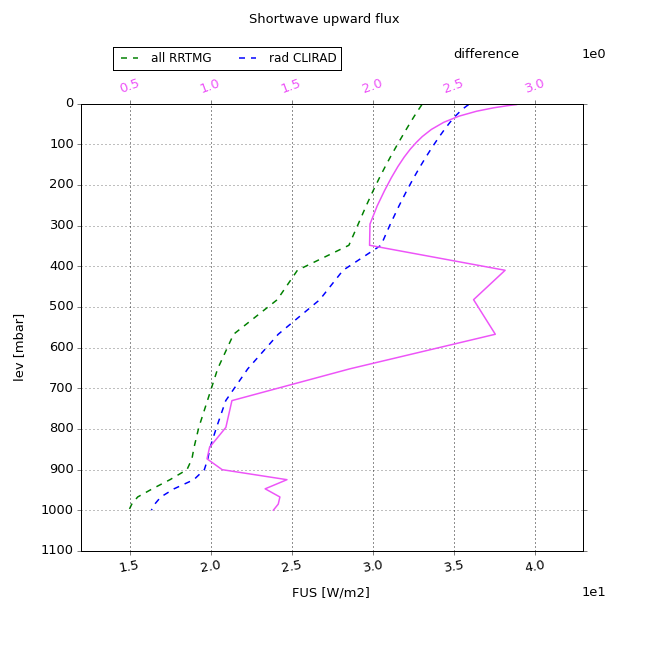 Shortwave upward flux
all RRTMG rad CLIRAD difference 1e0
0.5 1.0 1.5 2.0 2.5 3.0
0
100
200
300
400
500
600
700
800
900
1000
1100
lev [mbar]
1.5 2.0 2.5 3.0 3.5 4.0
FUS [W/m2] 1e1